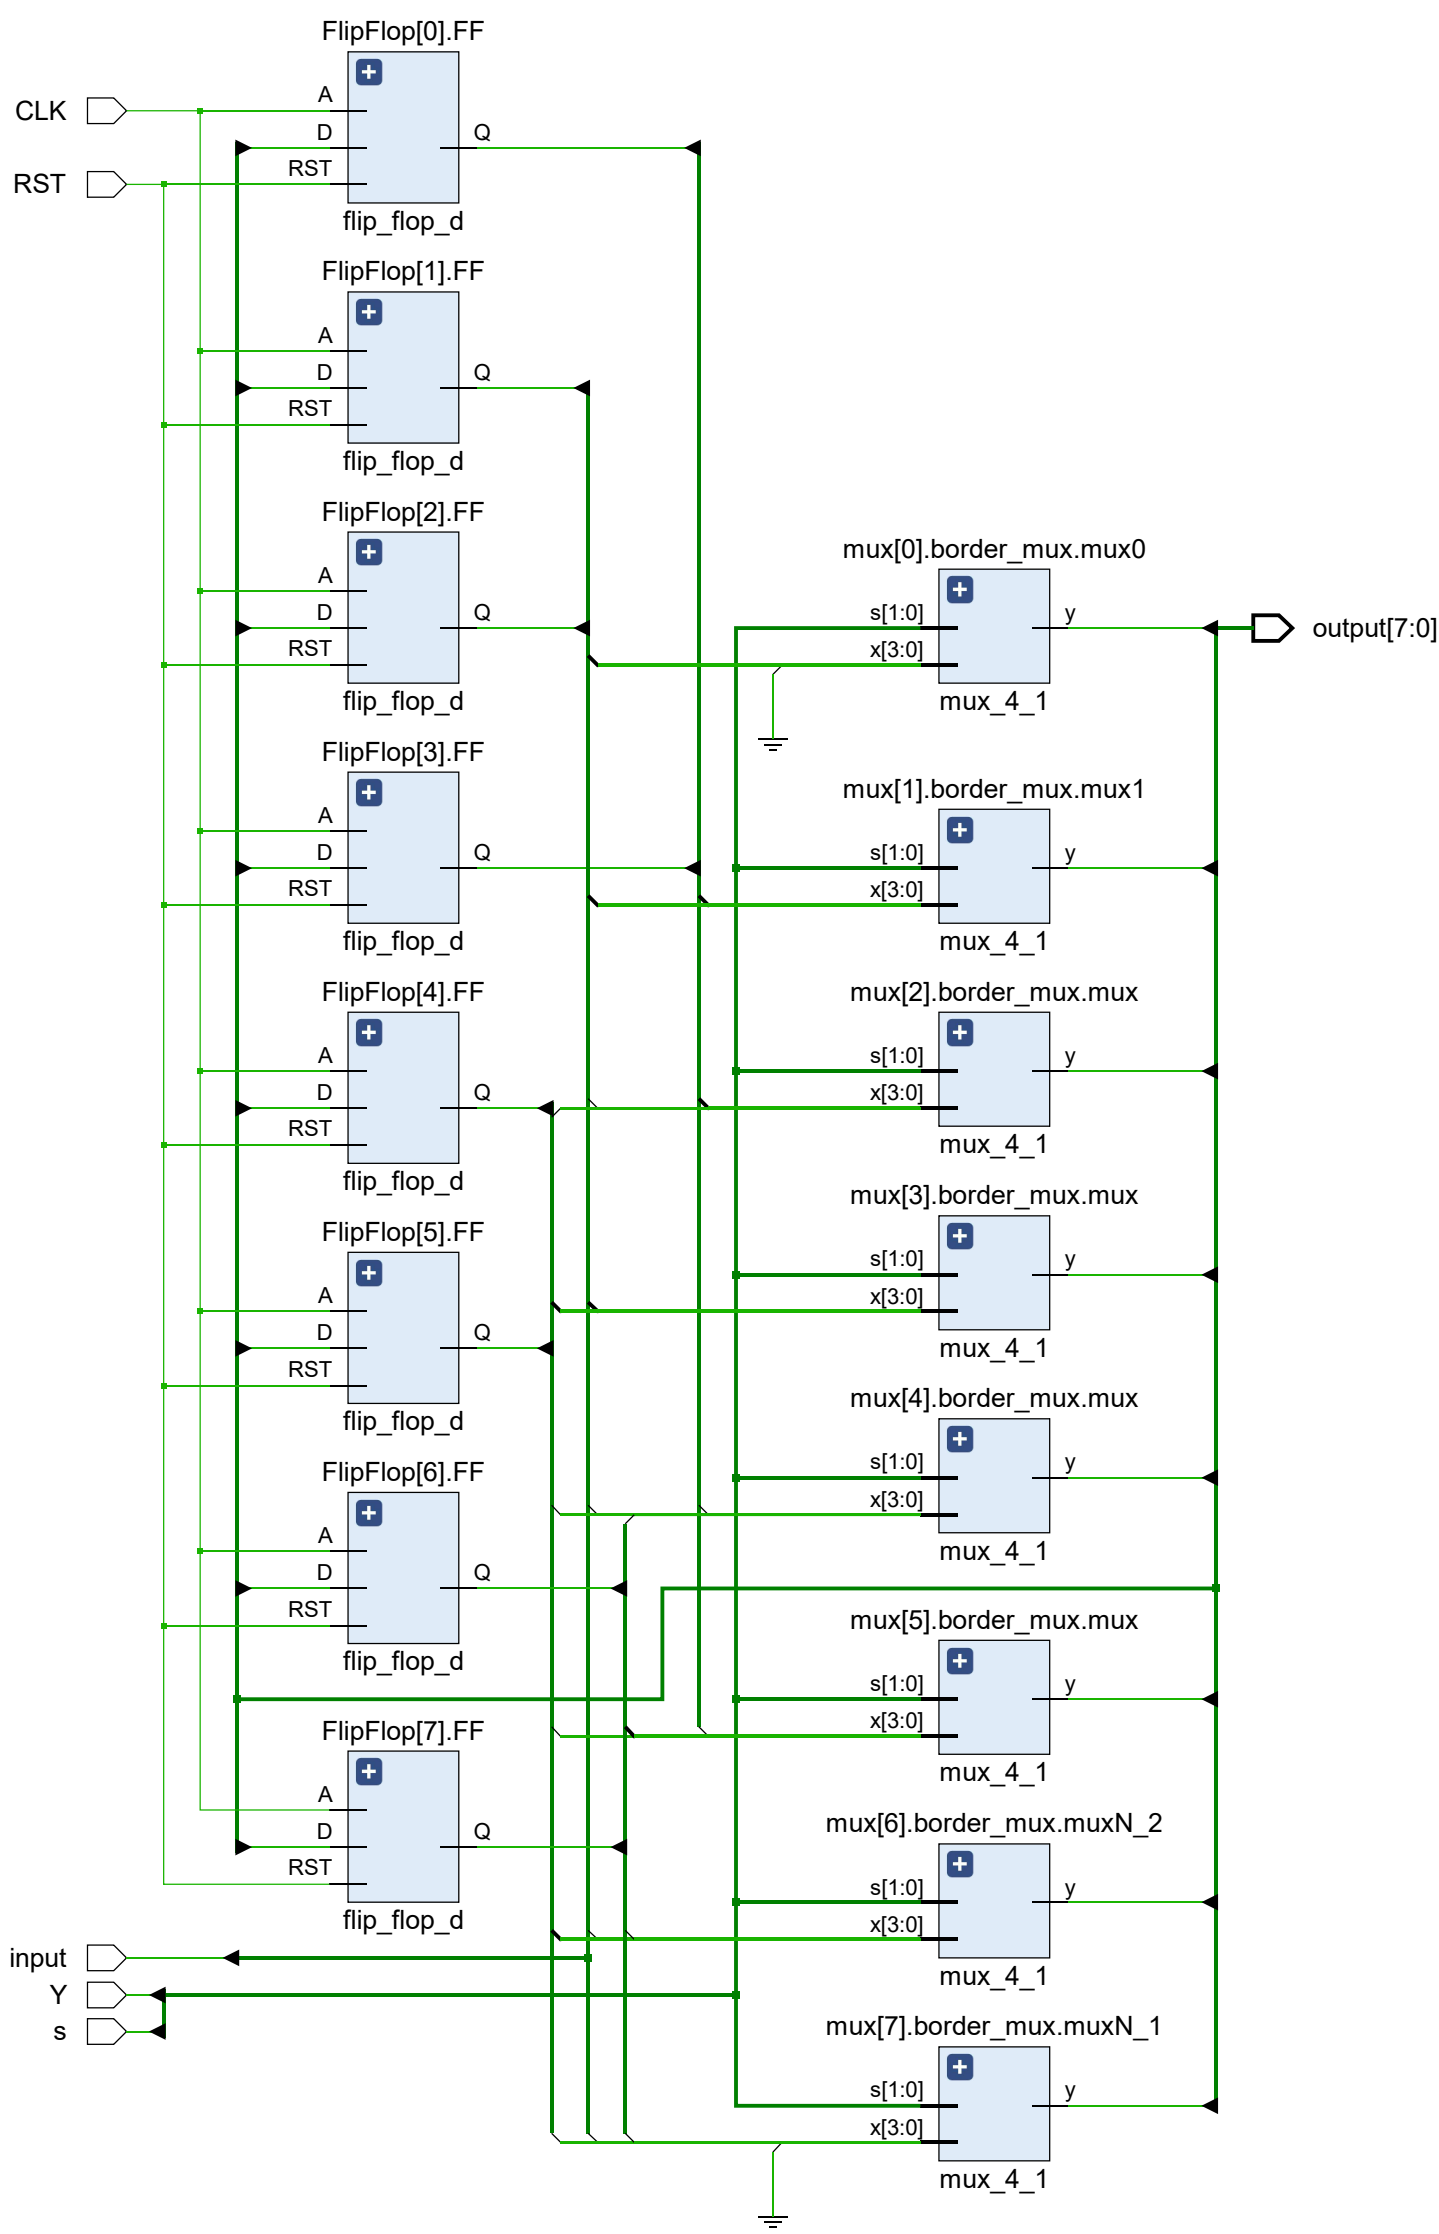 FlipFlop[0].FF
CLK
A
D
Q
RST
RST
flip_flop_d
FlipFlop[1].FF
A
D
Q
RST
flip_flop_d
FlipFlop[2].FF
A
D
Q
RST
flip_flop_d
mux[0].border_mux.mux0
s[1:0]
y
output[7:0]
x[3:0]
mux_4_1
FlipFlop[3].FF
A
D
Q
RST
flip_flop_d
mux[1].border_mux.mux1
s[1:0]
y
x[3:0]
mux_4_1
FlipFlop[4].FF
A
D
Q
RST
flip_flop_d
mux[2].border_mux.mux
s[1:0]
y
x[3:0]
mux_4_1
FlipFlop[5].FF
A
D
Q
RST
flip_flop_d
mux[3].border_mux.mux
s[1:0]
y
x[3:0]
mux_4_1
FlipFlop[6].FF
A
D
Q
RST
flip_flop_d
mux[4].border_mux.mux
s[1:0]
y
x[3:0]
mux_4_1
FlipFlop[7].FF
A
D
Q
RST
flip_flop_d
mux[5].border_mux.mux
s[1:0]
y
x[3:0]
mux_4_1
mux[6].border_mux.muxN_2
s[1:0]
y
x[3:0]
mux_4_1
input
Y
s
mux[7].border_mux.muxN_1
s[1:0]
y
x[3:0]
mux_4_1